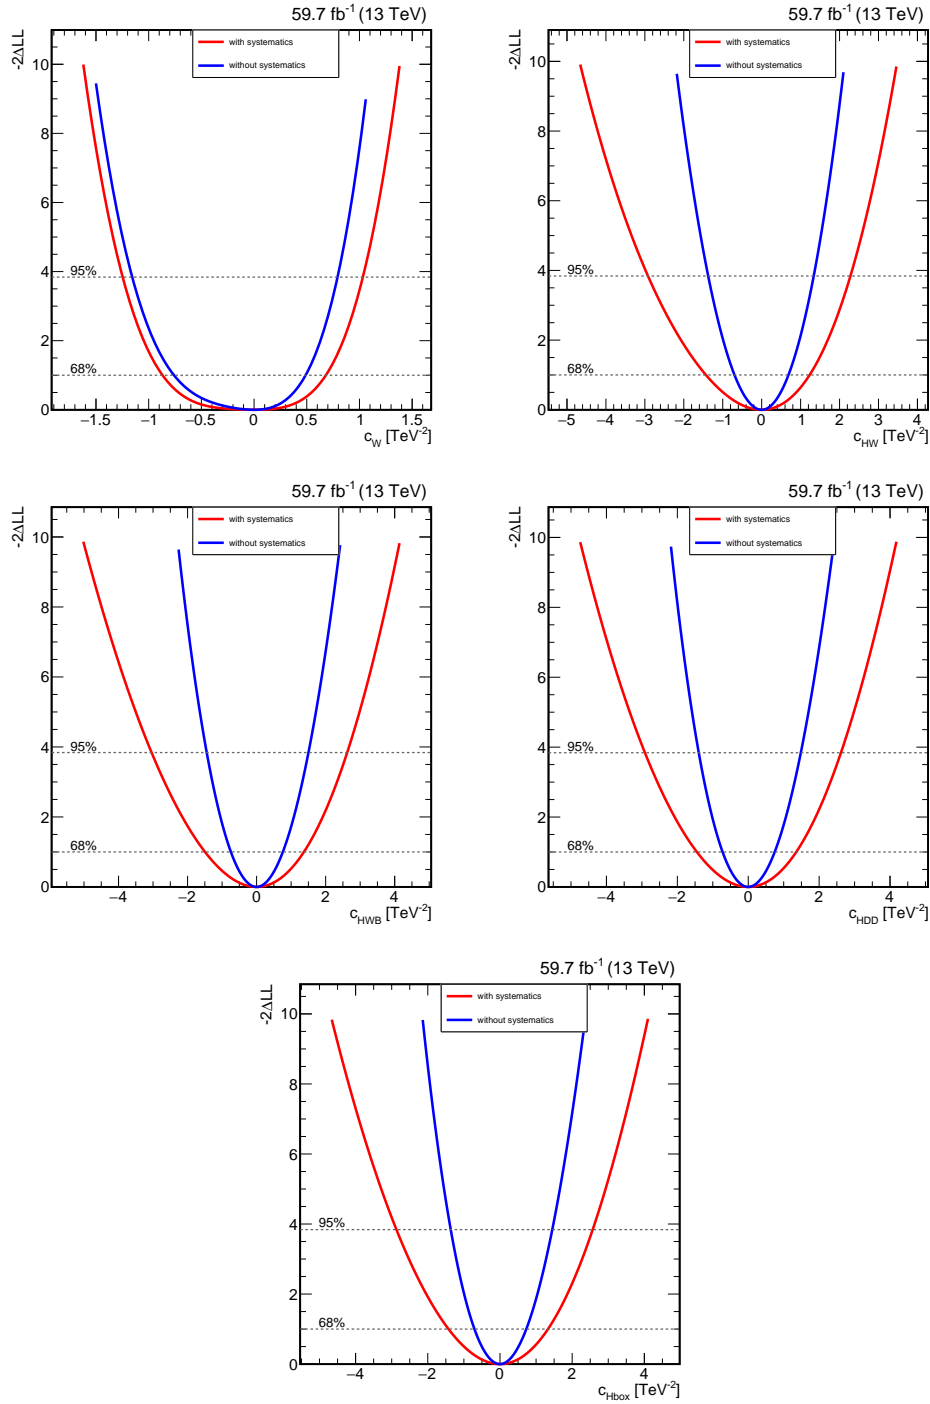 59.7 fb⁻¹ (13 TeV)
-2ΔLL
with systematics
without systematics
10
8
6
95%
4
2
68%
0
−1.5 −1 −0.5 0 0.5 1 1.5
c_W [TeV⁻²]
59.7 fb⁻¹ (13 TeV)
-2ΔLL
with systematics
without systematics
10
8
6
95%
4
2
68%
0
−5 −4 −3 −2 −1 0 1 2 3 4
c_HW [TeV⁻²]
59.7 fb⁻¹ (13 TeV)
-2ΔLL
with systematics
without systematics
10
8
6
95%
4
2
68%
0
−4 −2 0 2 4
c_HWB [TeV⁻²]
59.7 fb⁻¹ (13 TeV)
-2ΔLL
with systematics
without systematics
10
8
6
95%
4
2
68%
0
−4 −2 0 2 4
c_HDD [TeV⁻²]
59.7 fb⁻¹ (13 TeV)
-2ΔLL
with systematics
without systematics
10
8
6
95%
4
2
68%
0
−4 −2 0 2 4
c_Hbox [TeV⁻²]